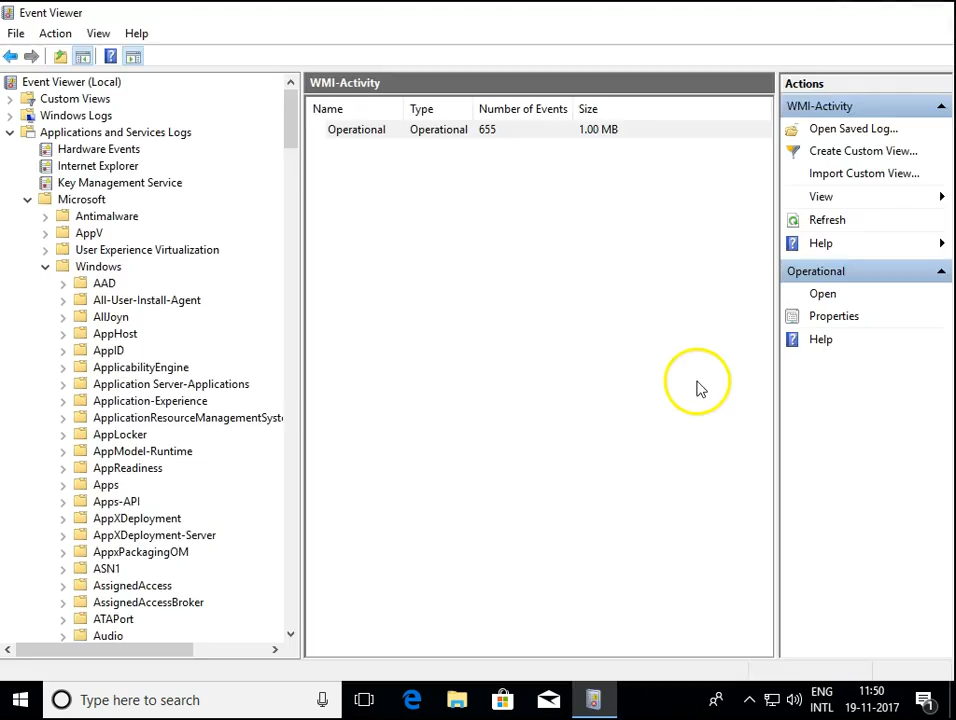 Event Viewer
File Action View Help
Event Viewer (Local)
Custom Views
Windows Logs
Applications and Services Logs
Hardware Events
Internet Explorer
Key Management Service
Microsoft
Antimalware
AppV
User Experience Virtualization
Windows
AAD
All-User-Install-Agent
AllJoyn
AppHost
AppID
ApplicabilityEngine
Application Server-Applications
Application-Experience
ApplicationResourceManagementSyste
AppLocker
AppModel-Runtime
AppReadiness
Apps
Apps-API
AppXDeployment
AppXDeployment-Server
AppxPackagingOM
ASN1
AssignedAccess
AssignedAccessBroker
ATAPort
Audio
WMI-Activity
Name Type Number of Events Size
Operational Operational 655 1.00 MB
Actions
WMI-Activity
Open Saved Log...
Create Custom View...
Import Custom View...
View
Refresh
Help
Operational
Open
Properties
Help
Type here to search
ENG
INTL
11:50
19-11-2017
1